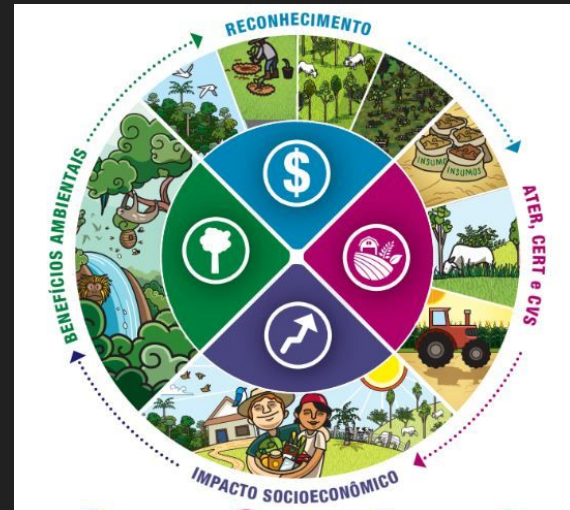 RECONHECIMENTO
INSUMOS
INSUMOS
ATER, CERT e CVS
IMPACTO SOCIOECONÔMICO
BENEFÍCIOS AMBIENTAIS
$